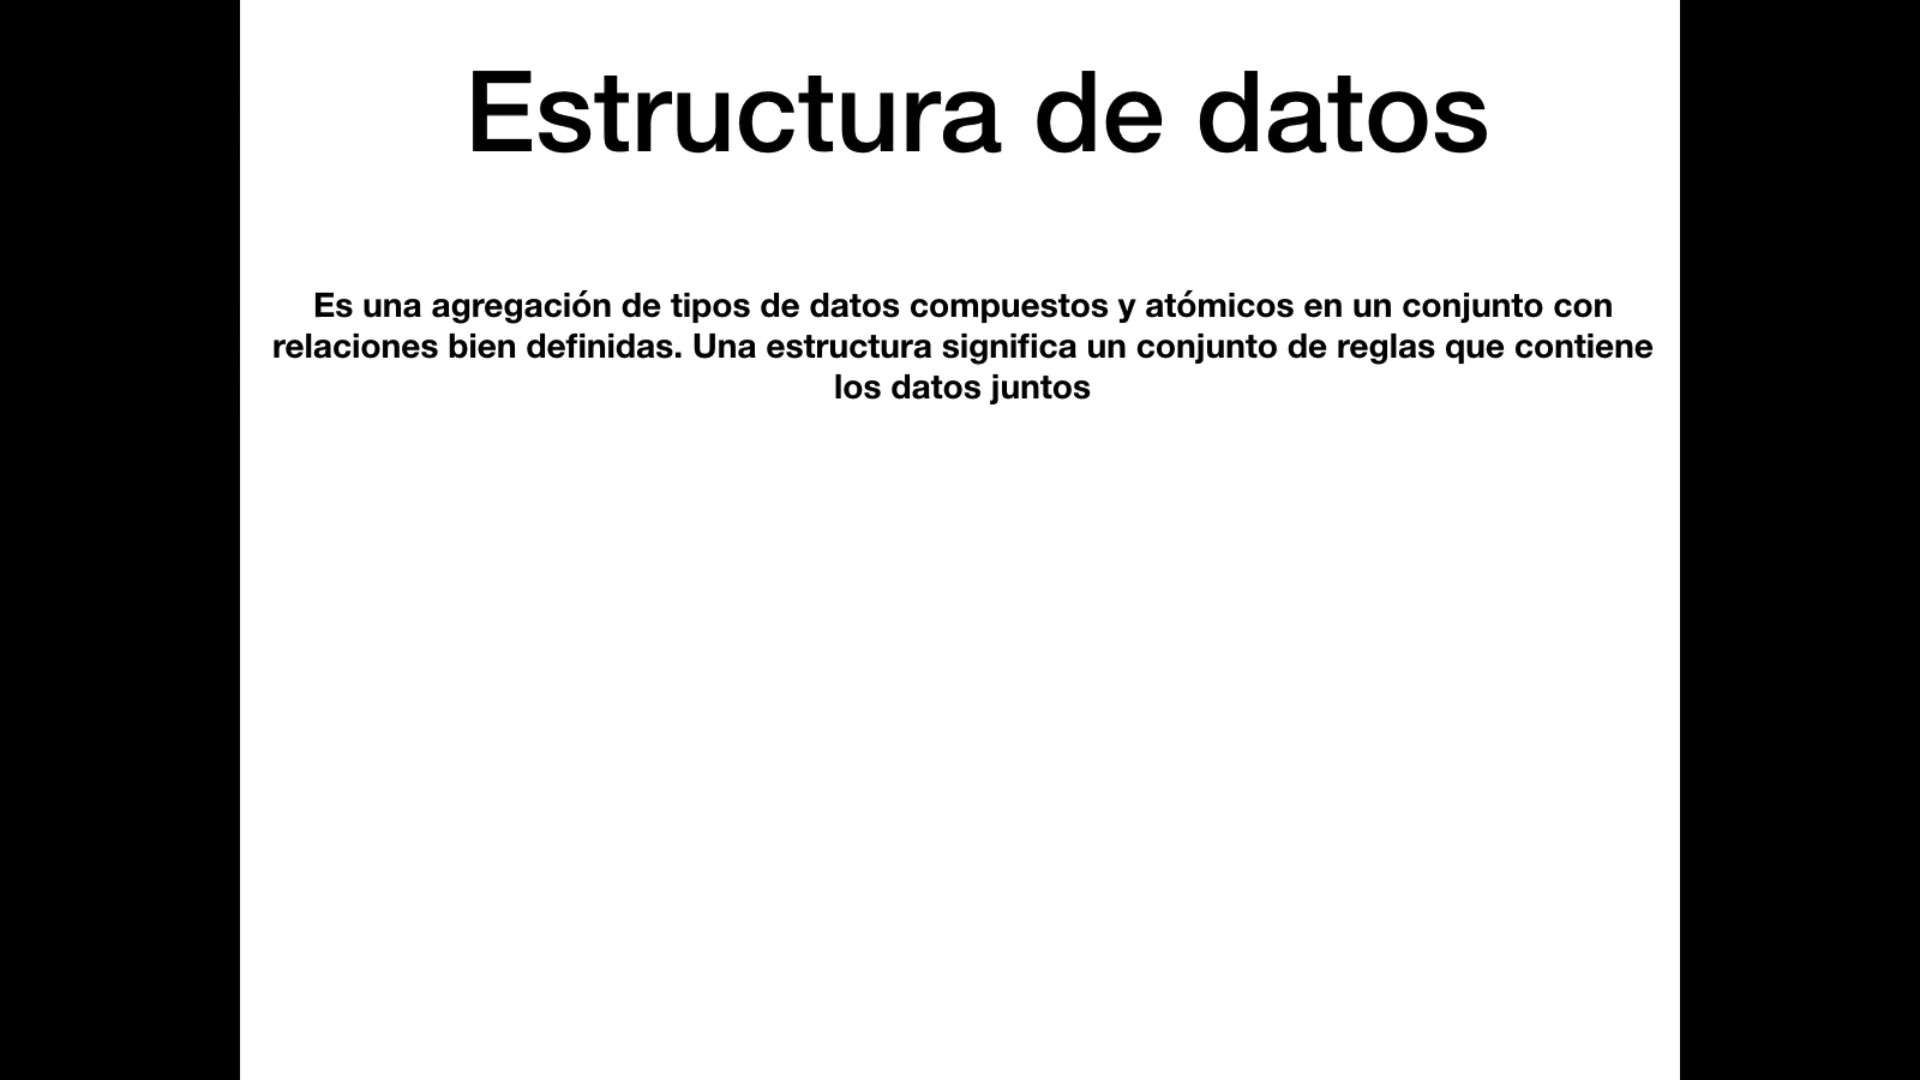 Estructura de datos
Es una agregación de tipos de datos compuestos y atómicos en un conjunto con
relaciones bien definidas. Una estructura significa un conjunto de reglas que contiene
los datos juntos